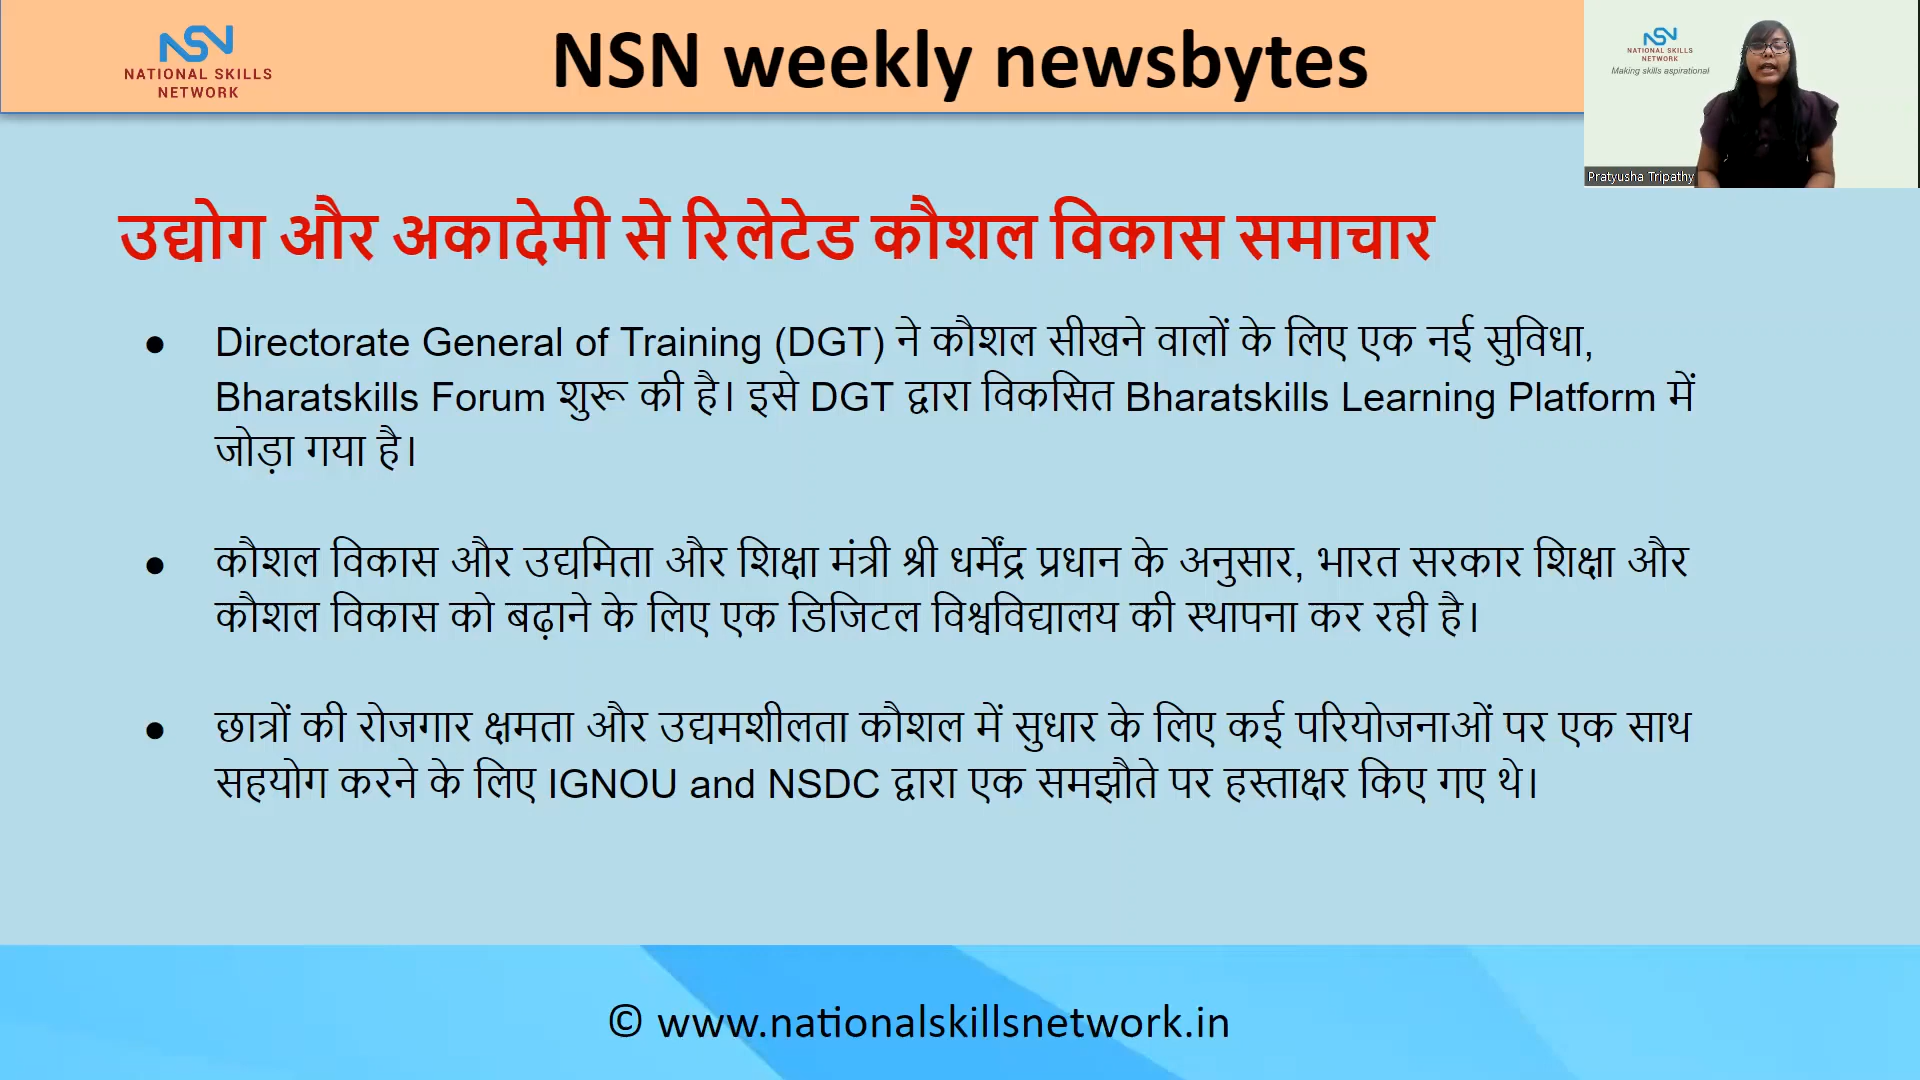 NSN
NATIONAL SKILLS
NETWORK
NSN weekly newsbytes
NSN
NATIONAL SKILLS
NETWORK
Making skills aspirational
Pratyusha Tripathy
उद्योग और अकादेमी से रिलेटेड कौशल विकास समाचार
● Directorate General of Training (DGT) ने कौशल सीखने वालों के लिए एक नई सुविधा,
Bharatskills Forum शुरू की है। इसे DGT द्वारा विकसित Bharatskills Learning Platform में
जोड़ा गया है।
● कौशल विकास और उद्यमिता और शिक्षा मंत्री श्री धर्मेंद्र प्रधान के अनुसार, भारत सरकार शिक्षा और
कौशल विकास को बढ़ाने के लिए एक डिजिटल विश्वविद्यालय की स्थापना कर रही है।
● छात्रों की रोजगार क्षमता और उद्यमशीलता कौशल में सुधार के लिए कई परियोजनाओं पर एक साथ
सहयोग करने के लिए IGNOU and NSDC द्वारा एक समझौते पर हस्ताक्षर किए गए थे।
© www.nationalskillsnetwork.in